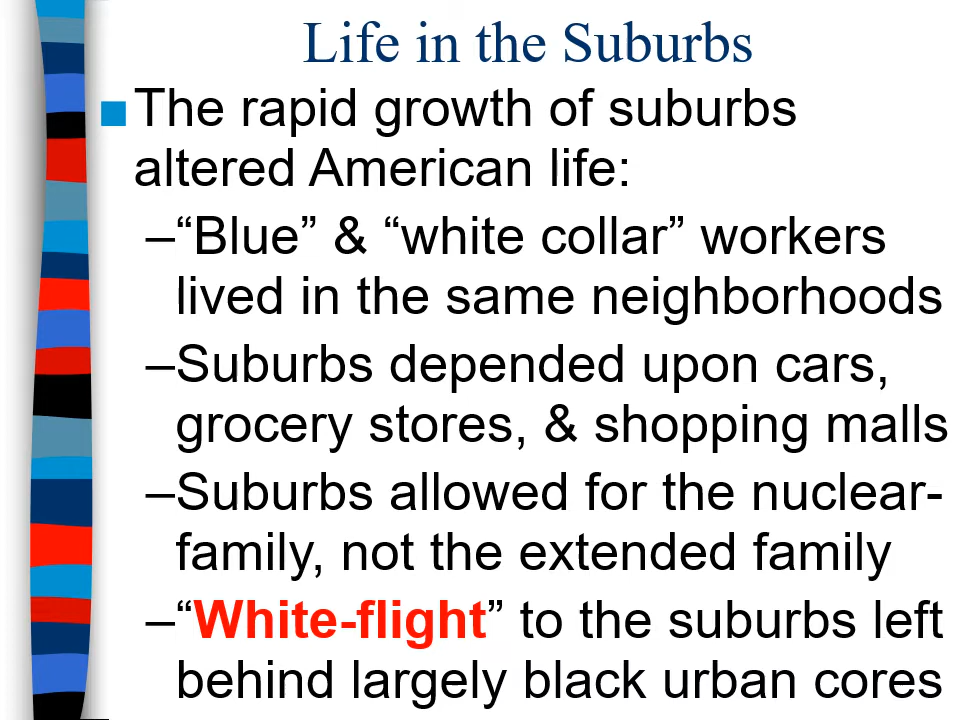 Life in the Suburbs
■The rapid growth of suburbs
altered American life:
–“Blue” & “white collar” workers
lived in the same neighborhoods
–Suburbs depended upon cars,
grocery stores, & shopping malls
–Suburbs allowed for the nuclear-
family, not the extended family
–“White-flight” to the suburbs left
behind largely black urban cores